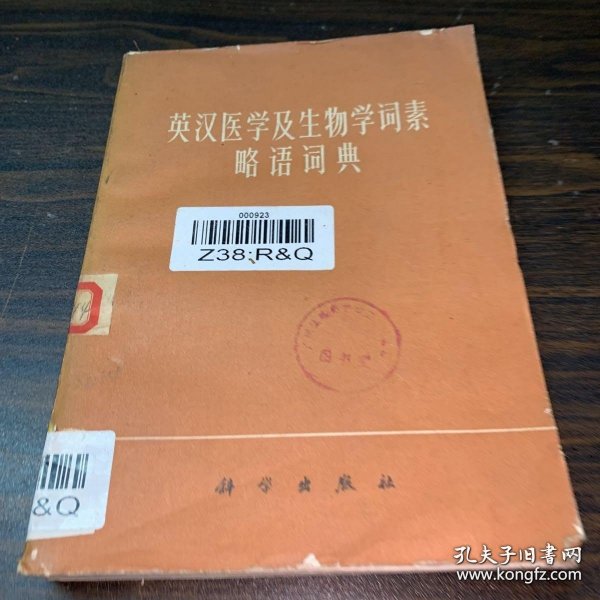 英汉医学及生物学词素
略语词典
000923
Z38:R&Q
&Q
科学出版社
孔夫子旧书网
www.kongfz.com